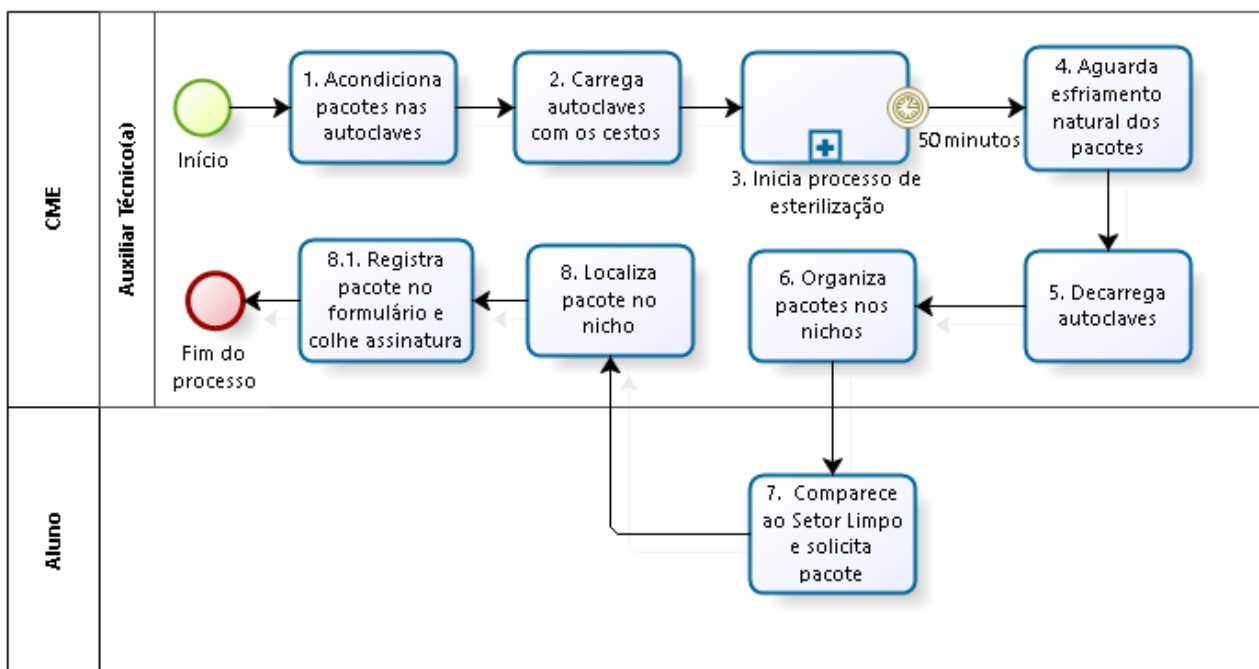 CME
Auxiliar Técnico(a)
Início
1. Acondiciona
pacotes nas
autoclaves
2. Carrega
autoclaves
com os cestos
3. Inicia processo de
esterilização
50 minutos
4. Aguarda
esfriamento
natural dos
pacotes
5. Decarrega
autoclaves
6. Organiza
pacotes nos
nichos
Aluno
7. Comparece
ao Setor Limpo
e solicita
pacote
8. Localiza
pacote no
nicho
8.1. Registra
pacote no
formulário e
colhe assinatura
Fim do
processo